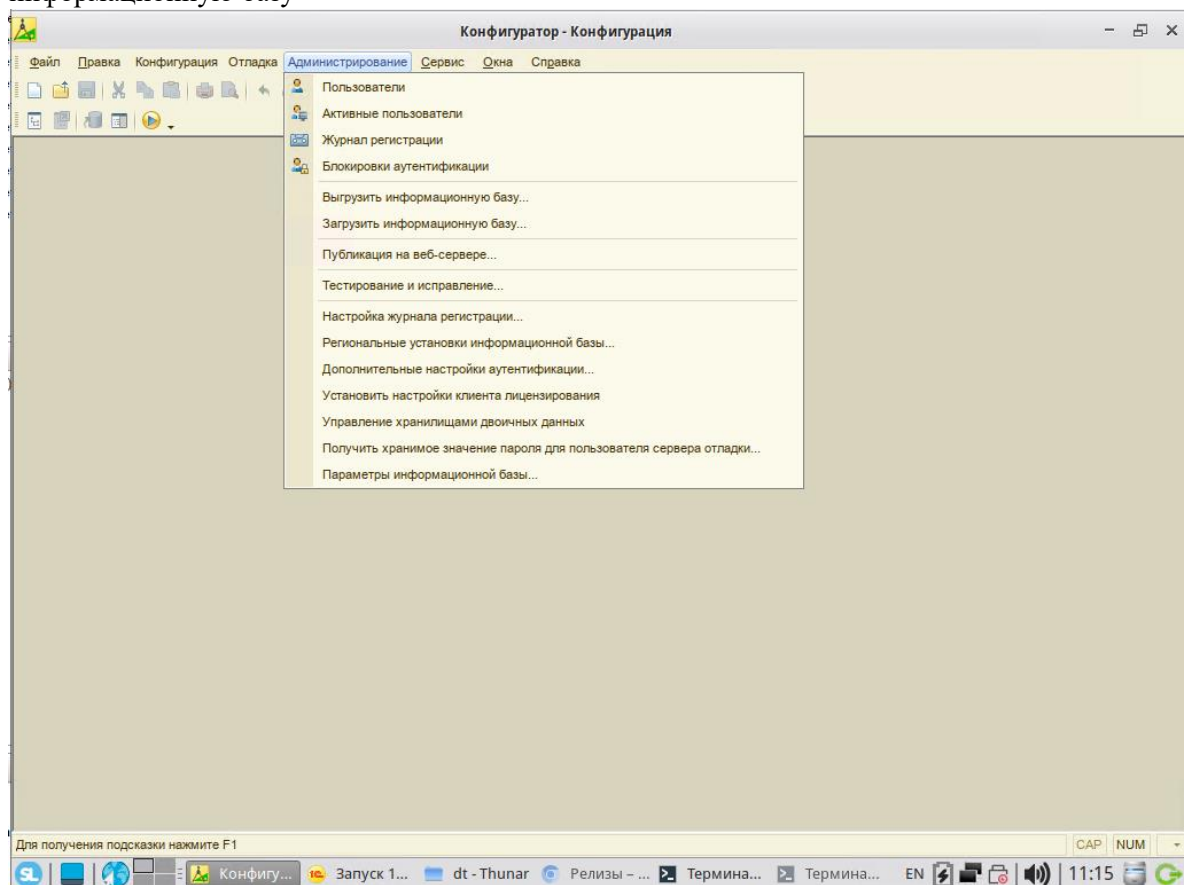 информационную базу
Конфигуратор - Конфигурация
Файл Правка Конфигурация Отладка Администрирование Сервис Окна Справка
Пользователи
Активные пользователи
Журнал регистрации
Блокировки аутентификации
Выгрузить информационную базу...
Загрузить информационную базу...
Публикация на веб-сервере...
Тестирование и исправление...
Настройка журнала регистрации...
Региональные установки информационной базы...
Дополнительные настройки аутентификации...
Установить настройки клиента лицензирования
Управление хранилищами двоичных данных
Получить хранимое значение пароля для пользователя сервера отладки...
Параметры информационной базы...
Для получения подсказки нажмите F1 CAP NUM
SL Конфигу... 1С Запуск 1... dt - Thunar Релизы – ... Термина... Термина... EN 11:15